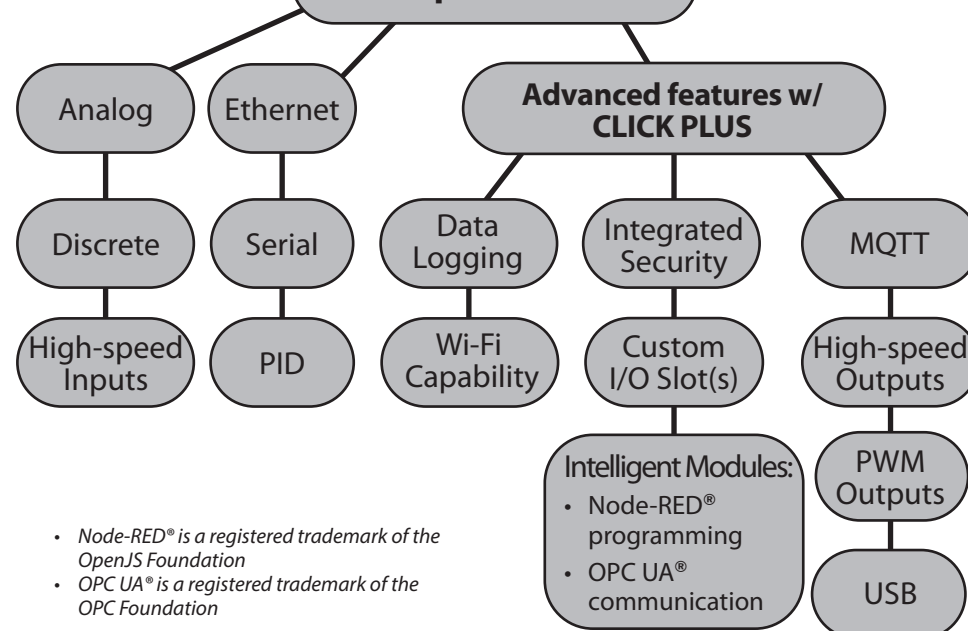 Analog
Ethernet
Advanced features w/
CLICK PLUS
Discrete
Serial
Data
Logging
Integrated
Security
MQTT
High-speed
Inputs
PID
Wi-Fi
Capability
Custom
I/O Slot(s)
High-speed
Outputs
Intelligent Modules:
• Node-RED®
programming
• OPC UA®
communication
PWM
Outputs
USB
• Node-RED® is a registered trademark of the
OpenJS Foundation
• OPC UA® is a registered trademark of the
OPC Foundation